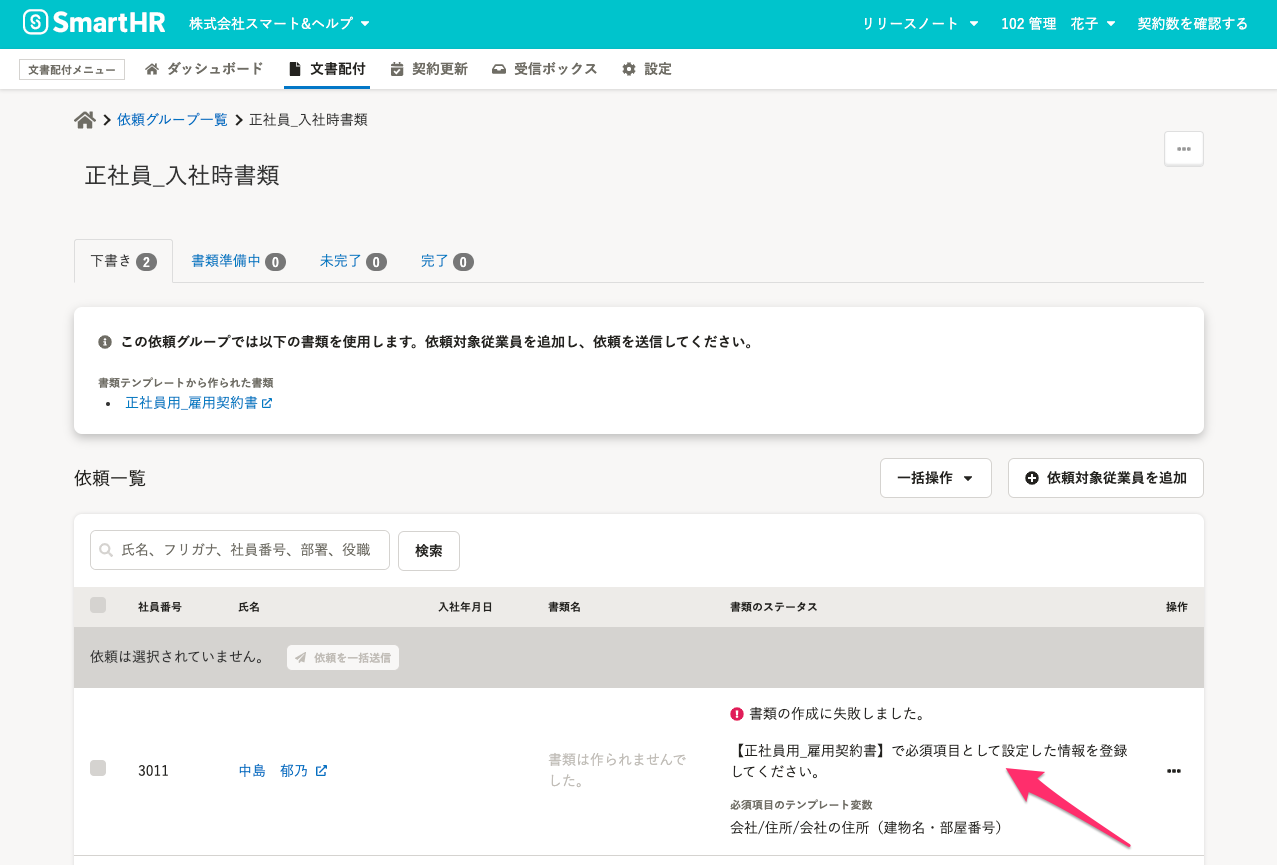 SmartHR 株式会社スマート&ヘルプ リリースノート 102 管理 花子 契約数を確認する
文書配付メニュー ダッシュボード 文書配付 契約更新 受信ボックス 設定
依頼グループ一覧 正社員_入社時書類
正社員_入社時書類
下書き 2 書類準備中 0 未完了 0 完了 0
この依頼グループでは以下の書類を使用します。依頼対象従業員を追加し、依頼を送信してください。
書類テンプレートから作られた書類
• 正社員用_雇用契約書
依頼一覧 一括操作 依頼対象従業員を追加
氏名、フリガナ、社員番号、部署、役職 検索
社員番号 氏名 入社年月日 書類名 書類のステータス 操作
依頼は選択されていません。 依頼を一括送信
書類の作成に失敗しました。
3011 中島 郁乃 書類は作られませんで
した。
【正社員用_雇用契約書】で必須項目として設定した情報を登録
してください。
必須項目のテンプレート変数
会社/住所/会社の住所（建物名・部屋番号）